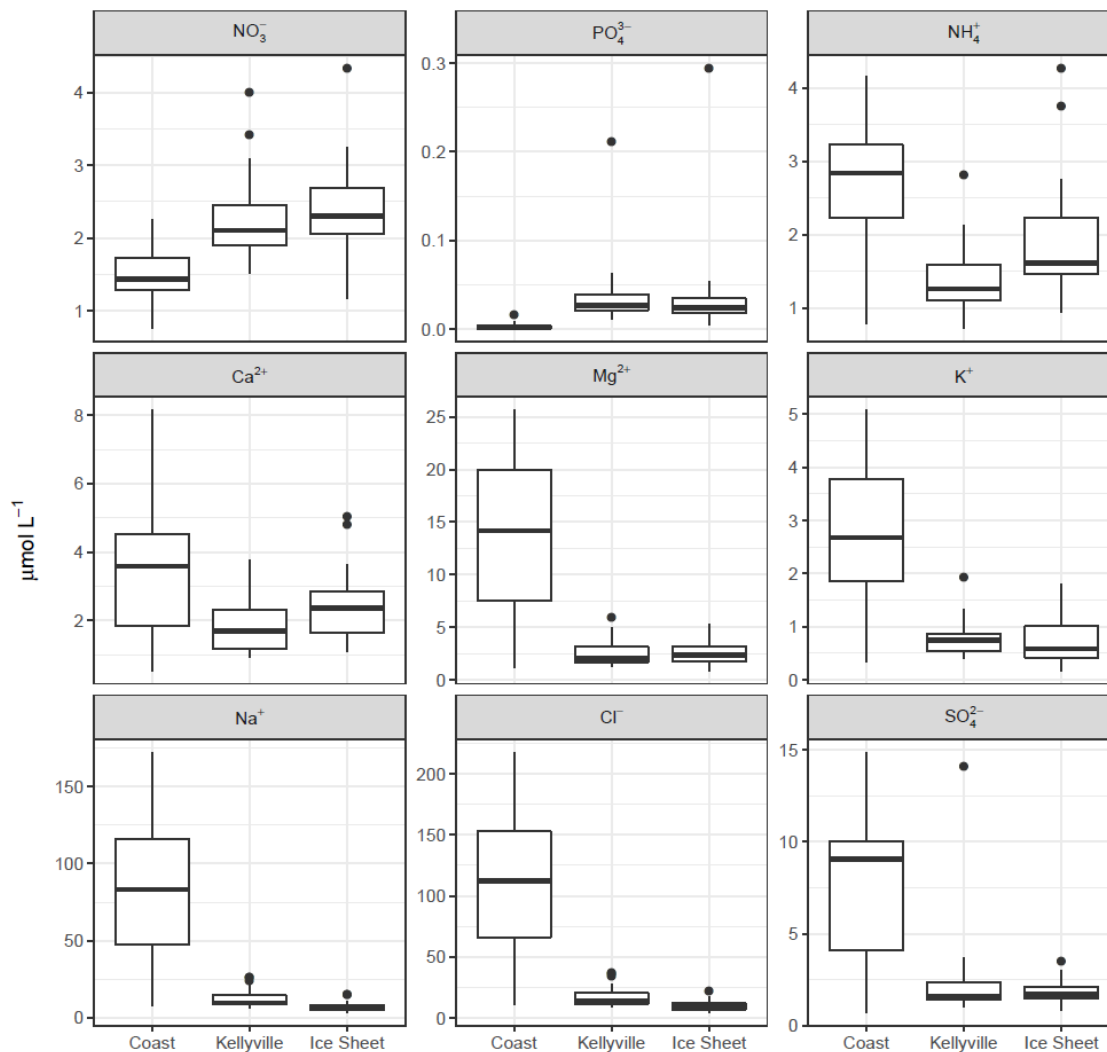 NO₃⁻ PO₄³⁻ NH₄⁺
4 3 2 1
0.3 0.2 0.1 0.0
4 3 2 1
Ca²⁺ Mg²⁺ K⁺
8 6 4 2
25 20 15 10 5 0
5 4 3 2 1 0
µmol L⁻¹
Na⁺ Cl⁻ SO₄²⁻
150 100 50 0
200 150 100 50 0
15 10 5 0
Coast Kellyville Ice Sheet Coast Kellyville Ice Sheet Coast Kellyville Ice Sheet